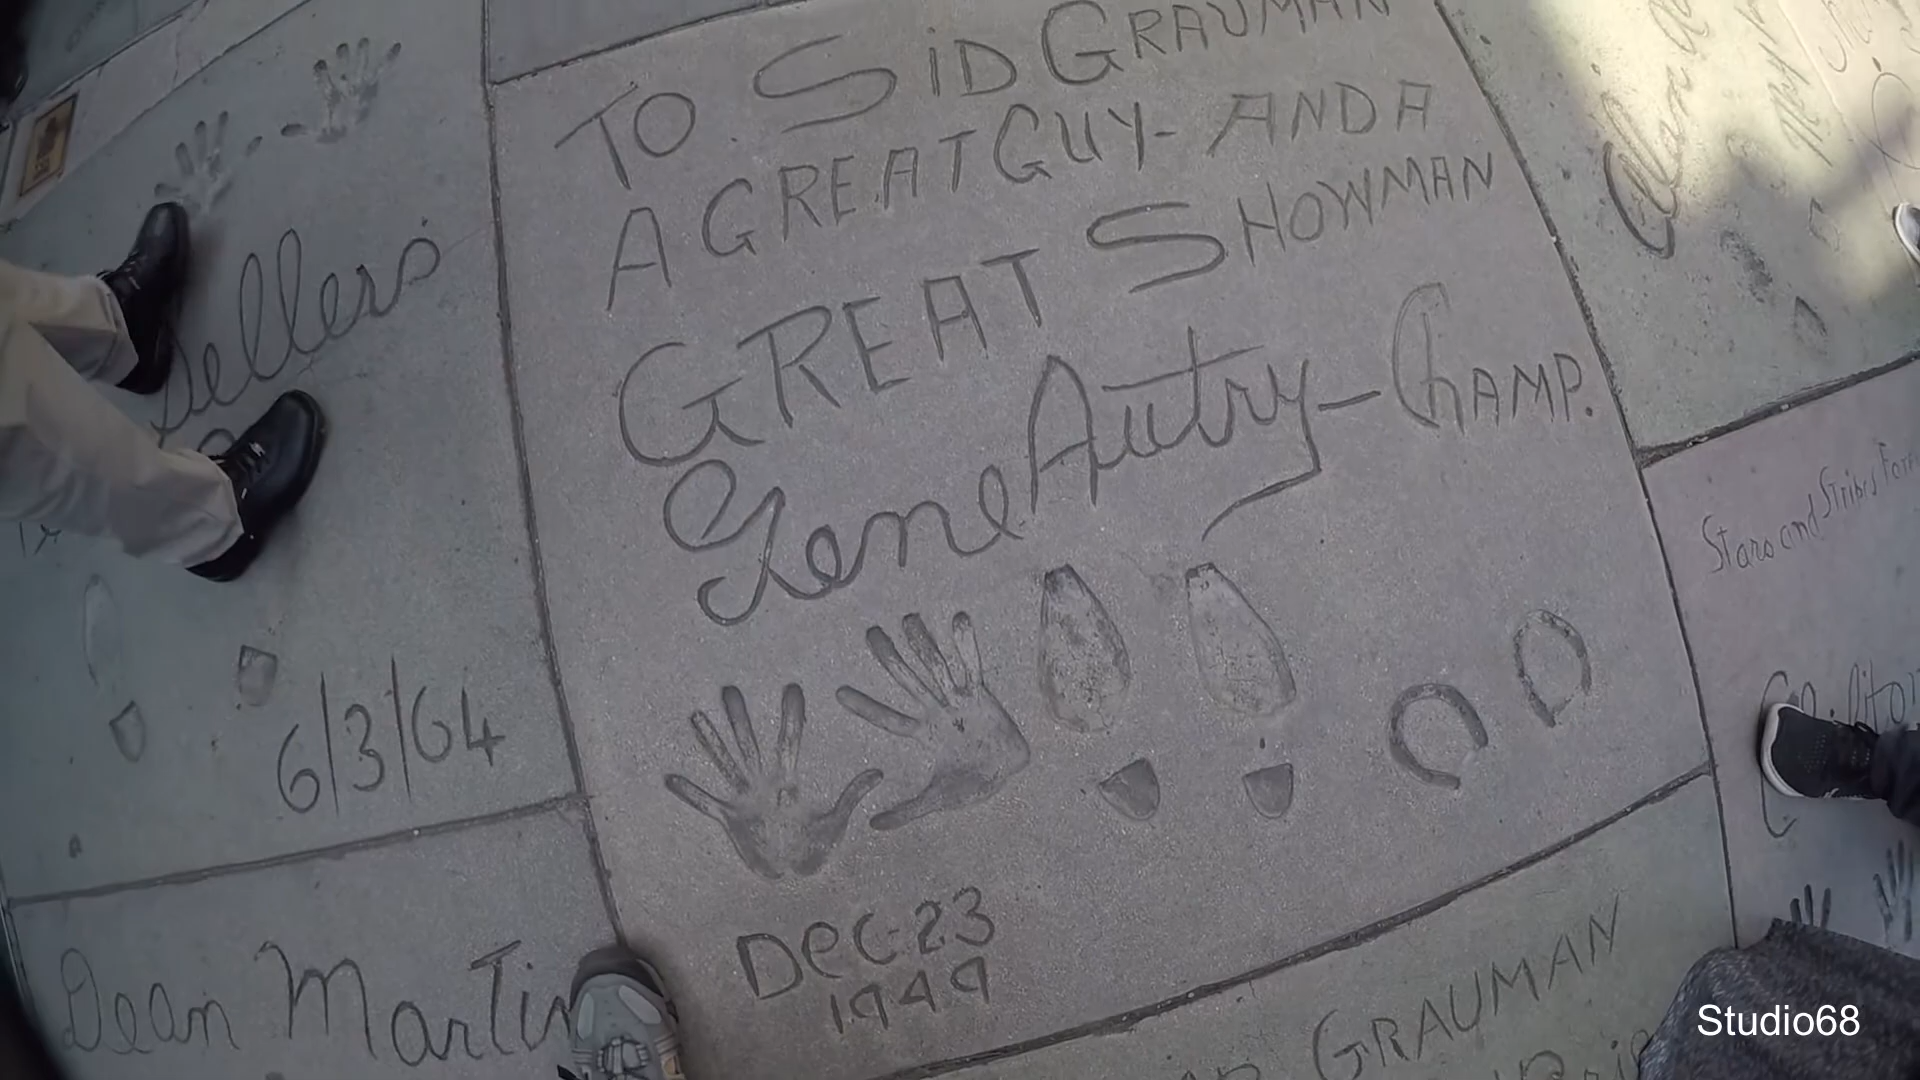 TO SID GRAUMAN
A GREAT GUY - AND A
GREAT SHOWMAN
Gene Autry - CHAMP.
DEC-23
1949
Sellers
6/3/64
Dean Martin
Stars and Stripes
GRAUMAN
Studio68